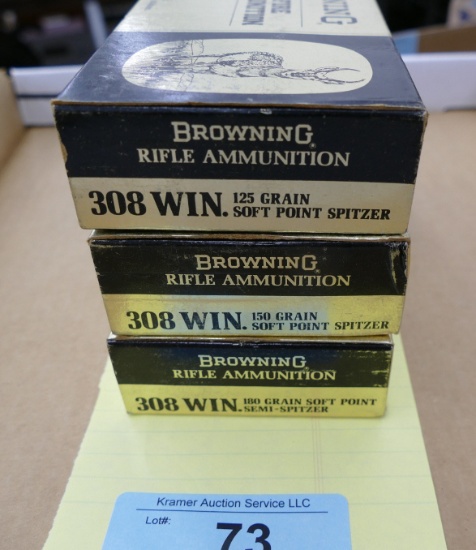 BROWNING
RIFLE AMMUNITION
308 WIN. 125 GRAIN
SOFT POINT SPITZER
BROWNING
RIFLE AMMUNITION
308 WIN. 150 GRAIN
SOFT POINT SPITZER
BROWNING
RIFLE AMMUNITION
308 WIN. 180 GRAIN SOFT POINT
SEMI-SPITZER
Kramer Auction Service LLC
Lot#: 73